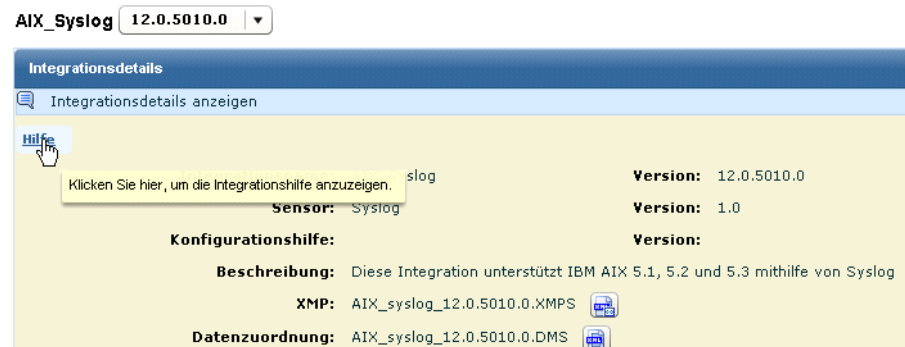 AIX_Syslog 12.0.5010.0
Integrationsdetails
Integrationsdetails anzeigen
Hilfe
Klicken Sie hier, um die Integrationshilfe anzuzeigen.
Version: 12.0.5010.0
Sensor: Syslog Version: 1.0
Konfigurationshilfe: Version:
Beschreibung: Diese Integration unterstützt IBM AIX 5.1, 5.2 und 5.3 mithilfe von Syslog
XMP: AIX_syslog_12.0.5010.0.XMPS
Datenzuordnung: AIX_syslog_12.0.5010.0.DMS